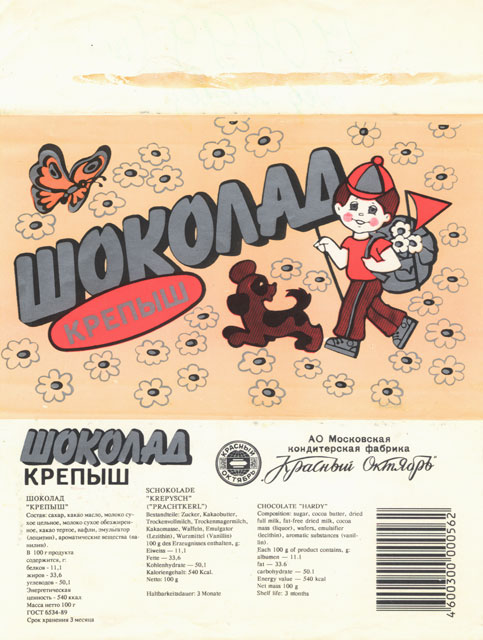 ШОКОЛАД
КРЕПЫШ
ШОКОЛАД
КРЕПЫШ
КРАСНЫЙ
ОКТЯБРЬ
АО Московская
кондитерская фабрика
„Красный Октябрь"
ШОКОЛАД
"КРЕПЫШ"
Состав: сахар, какао масло, молоко су-
хое цельное, молоко сухое обезжирен-
ное, какао тертое, вафли, эмульгатор
(лецитин), ароматические вещества (ва-
нилин).
В 100 г продукта
содержится, г:
белков - 11,1
жиров - 33,6
углеводов - 50,1
Энергетическая
ценность - 540 ккал
Масса нетто 100 г
ГОСТ 6534-89
Срок хранения 3 месяца
SCHOKOLADE
"KREPYSCH"
("PRACHTKERL")
Bestandteile: Zucker, Kakaobutter,
Trockenvollmilch, Trockenmagermilch,
Kakaomasse, Waffeln, Emulgator
(Lezithin), Wurzmittel (Vanillin)
100 g des Erzeugnisses enthalten, g:
Eiweiss — 11,1
Fette — 33,6
Kohlenhydrate — 50,1
Kaloriengehalt: 540 Kcal.
Netto: 100 g
Haltbarkeitsdauer: 3 Monate
CHOCOLATE "HARDY"
Composition: sugar, cocoa butter, dried
full milk, fat-free dried milk, cocoa
mass (liquor), wafers, emulsifier
(lecithin), aromatic substances (vanil-
lin).
Each 100 g of product contains, g:
albumen — 11.1
fat — 33.6
carbohydrate — 50.1
Energy value — 540 kcal
Net mass 100 g
Shelf life: 3 months
4600300000562